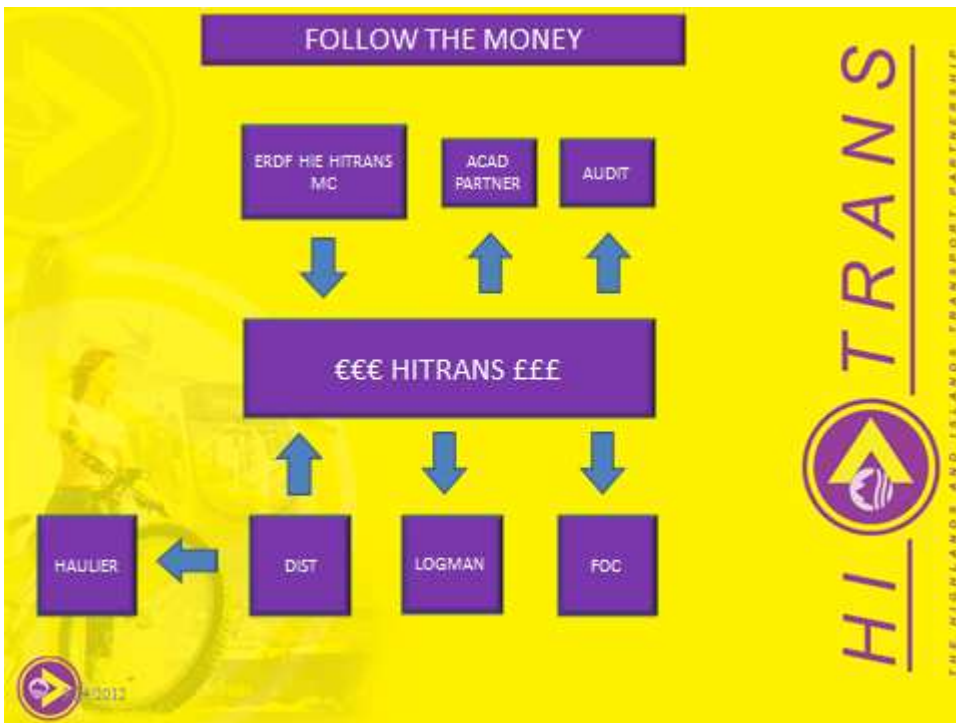 FOLLOW THE MONEY
ERDF HIE HITRANS
MC
ACAD
PARTNER
AUDIT
€€€ HITRANS £££
HAULIER
DIST
LOGMAN
FOC
HI TRANS
THE HIGHLANDS AND ISLANDS TRANSPORT PARTNERSHIP